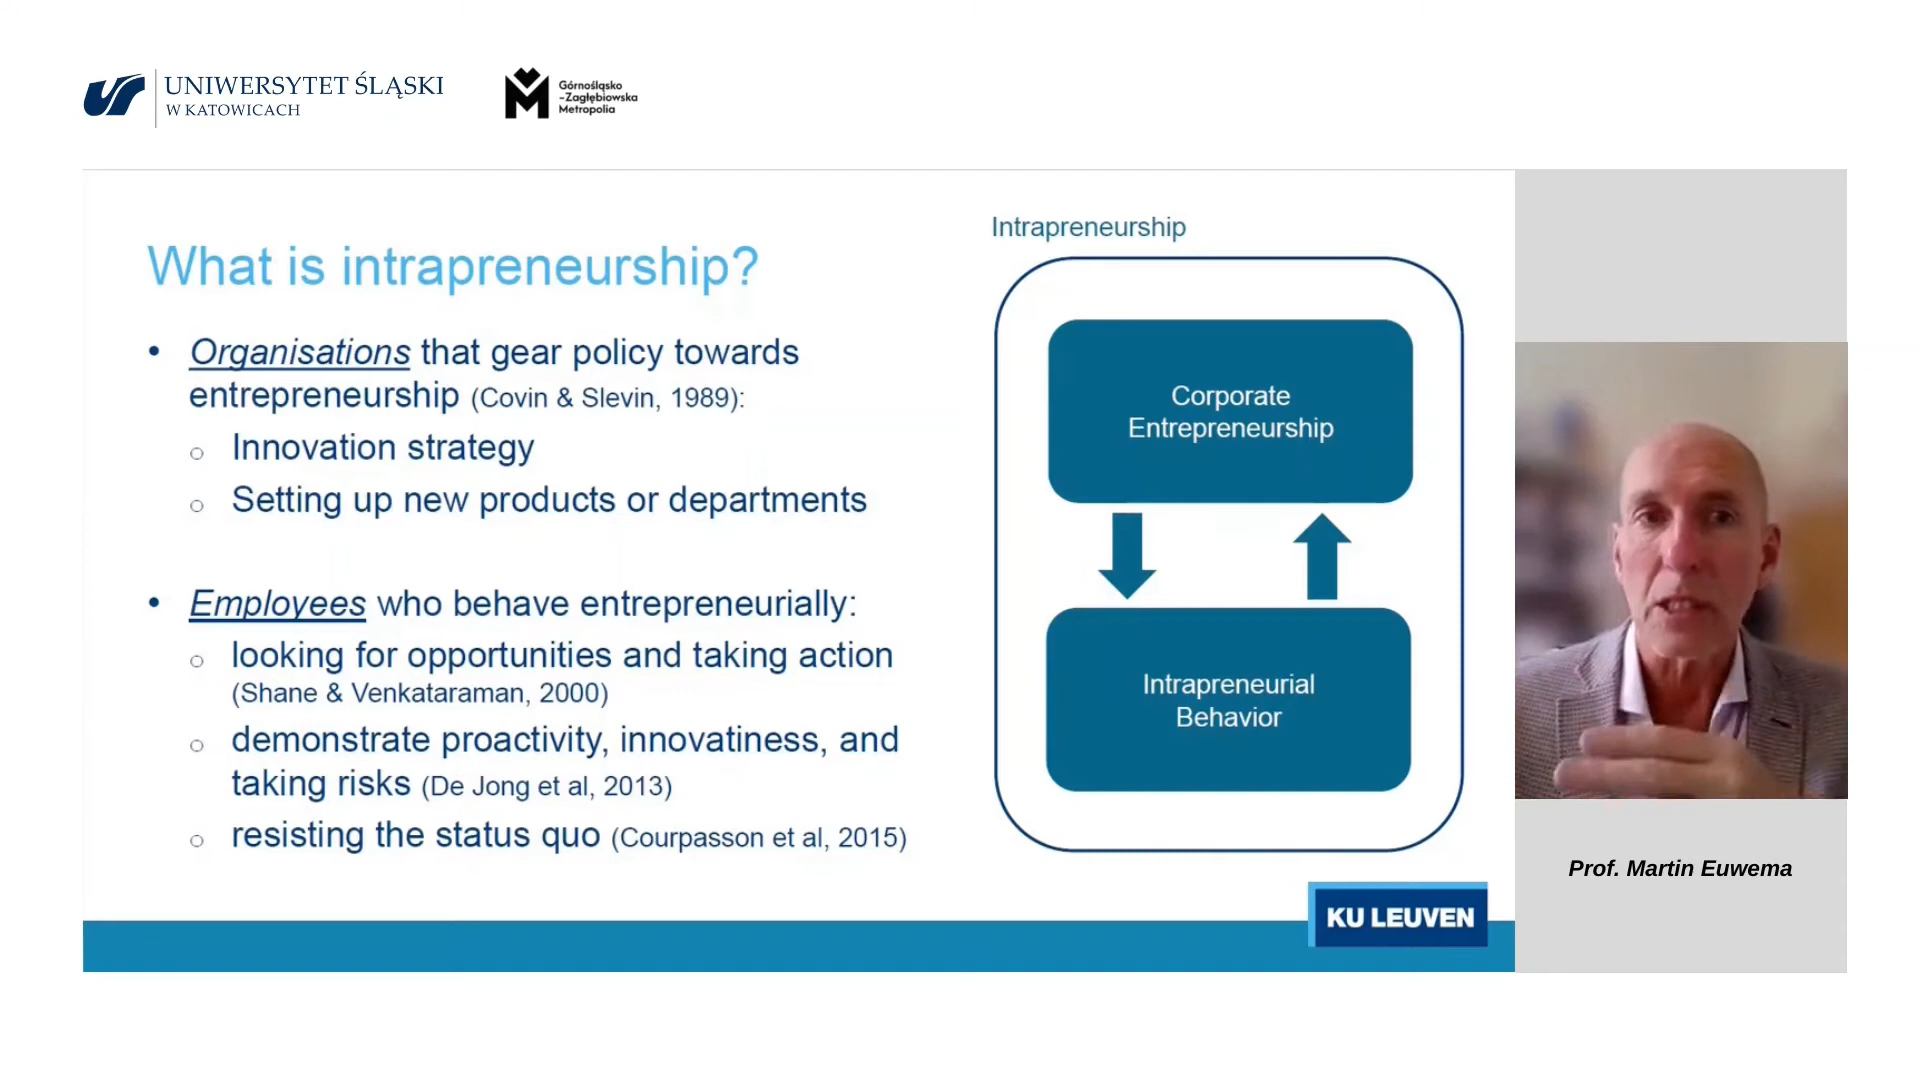 UNIWERSYTET ŚLĄSKI
W KATOWICACH
Górnośląsko
-Zagłębiowska
Metropolia
What is intrapreneurship?
• Organisations that gear policy towards
entrepreneurship (Covin & Slevin, 1989):
○ Innovation strategy
○ Setting up new products or departments
• Employees who behave entrepreneurially:
○ looking for opportunities and taking action
(Shane & Venkataraman, 2000)
○ demonstrate proactivity, innovatiness, and
taking risks (De Jong et al, 2013)
○ resisting the status quo (Courpasson et al, 2015)
Intrapreneurship
Corporate
Entrepreneurship
Intrapreneurial
Behavior
KU LEUVEN
Prof. Martin Euwema